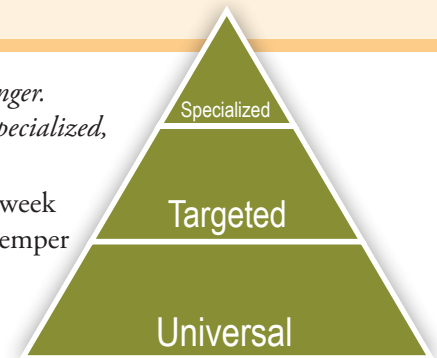 nger.
pecialized,
week
emper
Specialized
Targeted
Universal